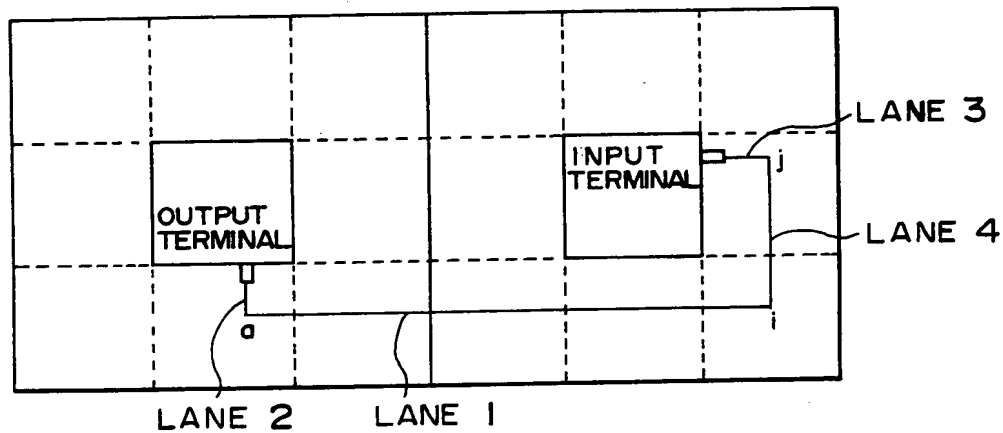 LANE 3
INPUT
TERMINAL
j
OUTPUT
TERMINAL
LANE 4
a
i
LANE 2
LANE 1